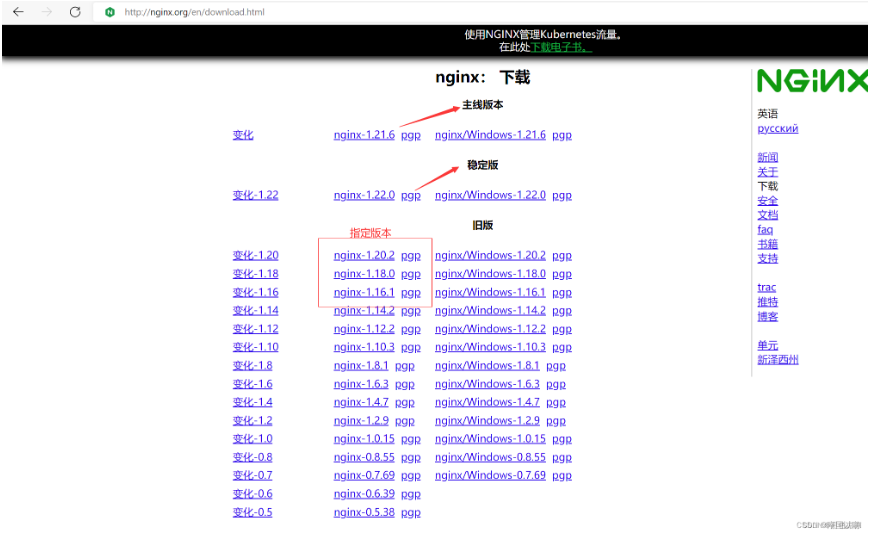 http://nginx.org/en/download.html
使用NGINX管理Kubernetes流量。
在此处下载电子书。
nginx： 下载
NGINX
主线版本
变化 nginx-1.21.6 pgp nginx/Windows-1.21.6 pgp
稳定版
变化-1.22 nginx-1.22.0 pgp nginx/Windows-1.22.0 pgp
旧版
指定版本
变化-1.20 nginx-1.20.2 pgp nginx/Windows-1.20.2 pgp
变化-1.18 nginx-1.18.0 pgp nginx/Windows-1.18.0 pgp
变化-1.16 nginx-1.16.1 pgp nginx/Windows-1.16.1 pgp
变化-1.14 nginx-1.14.2 pgp nginx/Windows-1.14.2 pgp
变化-1.12 nginx-1.12.2 pgp nginx/Windows-1.12.2 pgp
变化-1.10 nginx-1.10.3 pgp nginx/Windows-1.10.3 pgp
变化-1.8 nginx-1.8.1 pgp nginx/Windows-1.8.1 pgp
变化-1.6 nginx-1.6.3 pgp nginx/Windows-1.6.3 pgp
变化-1.4 nginx-1.4.7 pgp nginx/Windows-1.4.7 pgp
变化-1.2 nginx-1.2.9 pgp nginx/Windows-1.2.9 pgp
变化-1.0 nginx-1.0.15 pgp nginx/Windows-1.0.15 pgp
变化-0.8 nginx-0.8.55 pgp nginx/Windows-0.8.55 pgp
变化-0.7 nginx-0.7.69 pgp nginx/Windows-0.7.69 pgp
变化-0.6 nginx-0.6.39 pgp
变化-0.5 nginx-0.5.38 pgp
英语
русский
新闻
关于
下载
安全
文档
faq
书籍
支持
trac
推特
博客
单元
新泽西州